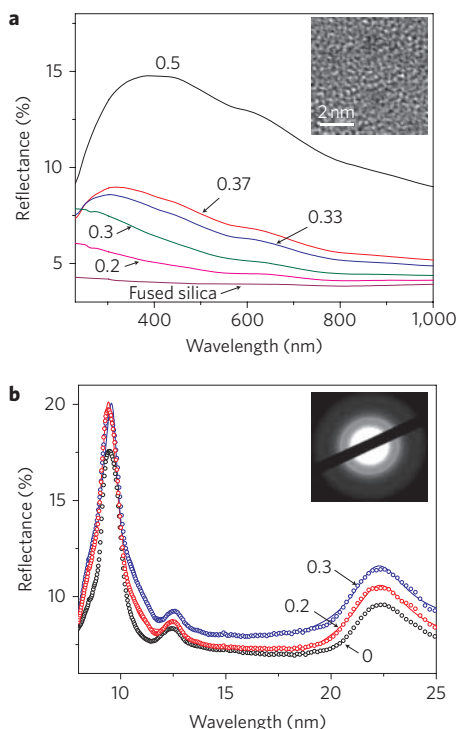 a
0.5
2 nm
15
Reflectance (%)
10
0.37
0.33
0.3
0.2
5
Fused silica
400
600
800
1,000
Wavelength (nm)
b
20
15
Reflectance (%)
10
0.3
0.2
0
10
15
20
25
Wavelength (nm)